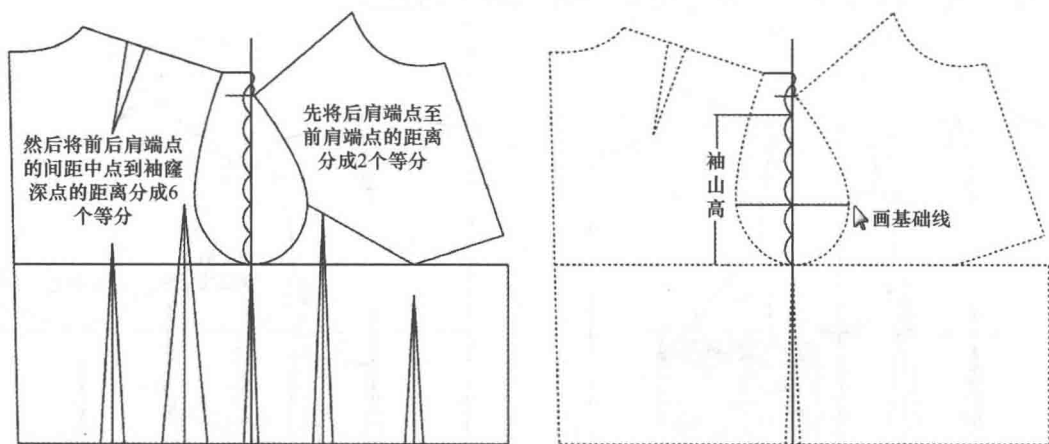 然后将前后肩端点
的间距中点到袖窿
深点的距离分成6
个等分
先将后肩端点至
前肩端点的距离
分成2个等分
袖山高
画基础线